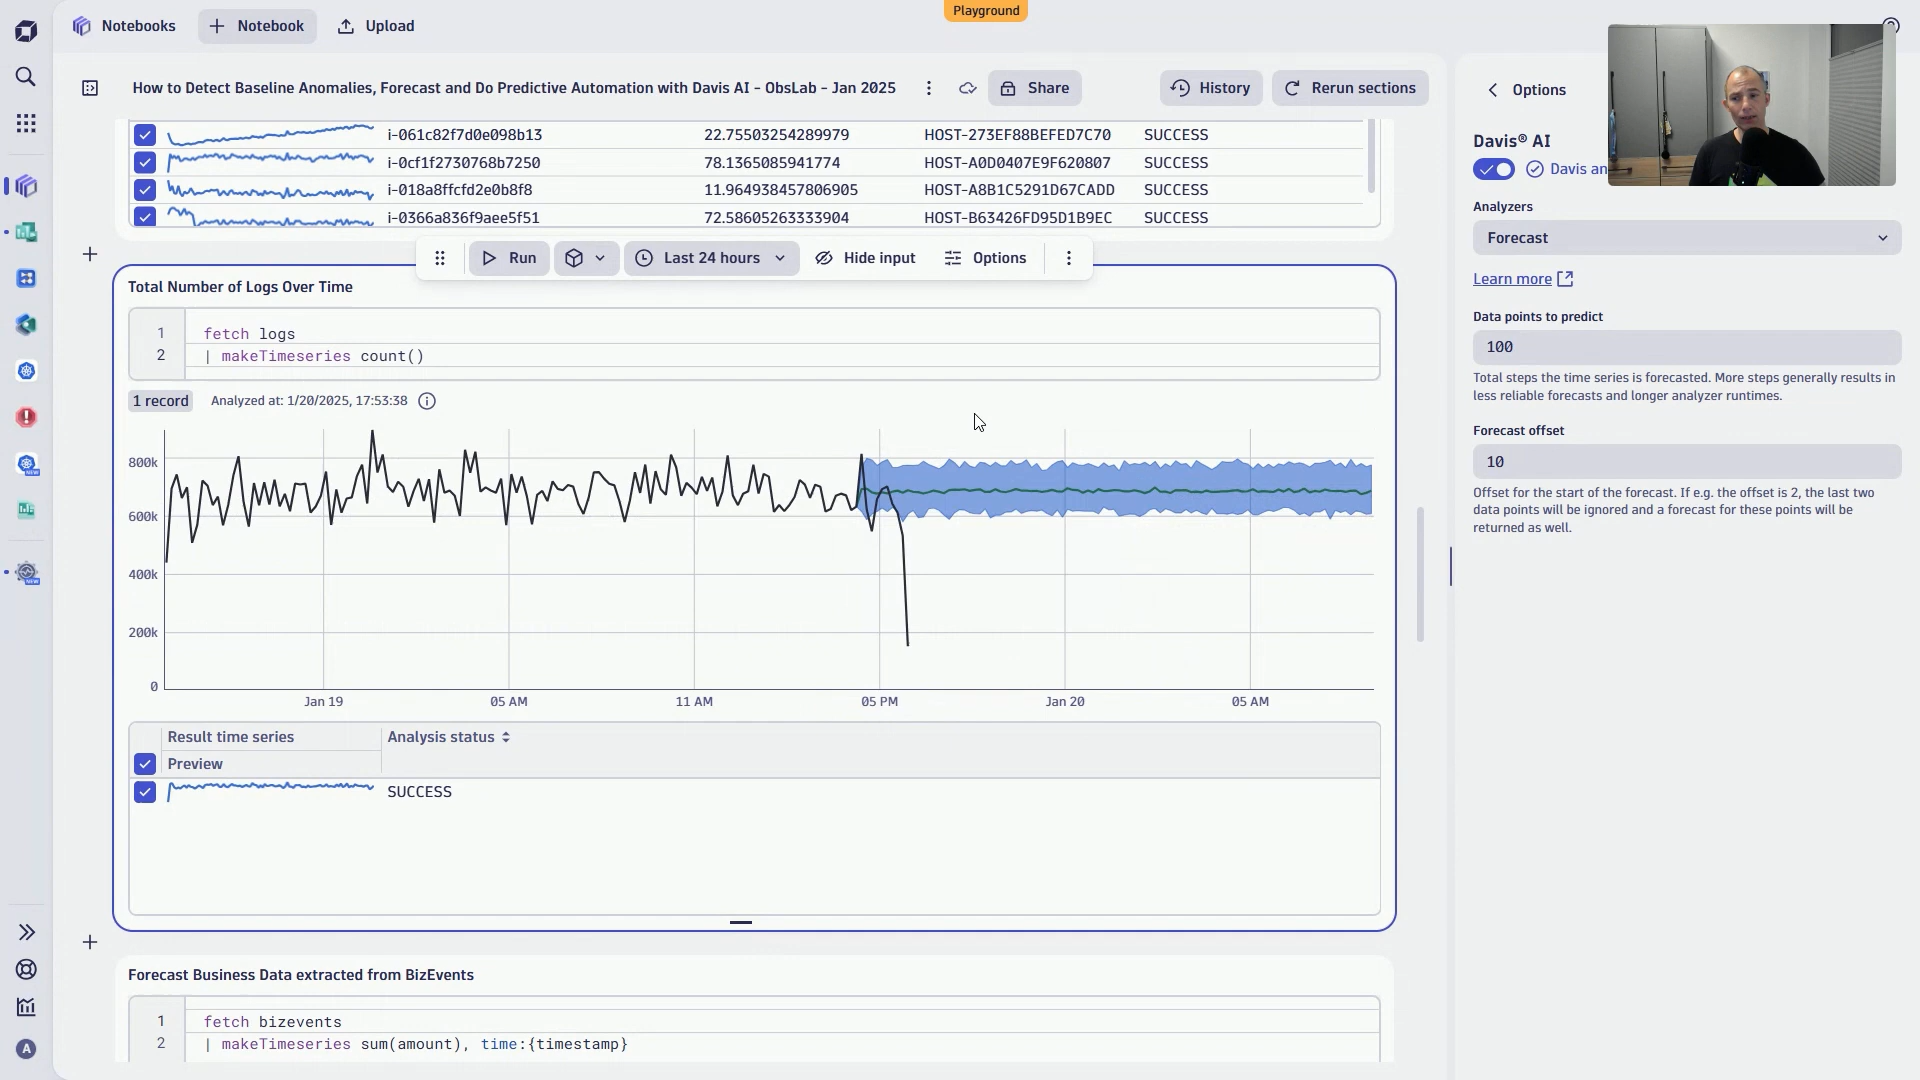 Playground
Notebooks
Notebook
Upload
How to Detect Baseline Anomalies, Forecast and Do Predictive Automation with Davis AI - ObsLab - Jan 2025
Share
History
Rerun sections
i-061c82f7d0e098b13 22.75503254289979 HOST-273EF88BEFED7C70 SUCCESS
i-0cf1f2730768b7250 78.1365085941774 HOST-A0D0407E9F620807 SUCCESS
i-018a8ffcfd2e0b8f8 11.964938457806905 HOST-A8B1C5291D67CADD SUCCESS
i-0366a836f9aee5f51 72.58605263333904 HOST-B63426FD95D1B9EC SUCCESS
Run
Last 24 hours
Hide input
Options
Total Number of Logs Over Time
1 fetch logs
2 | makeTimeseries count()
1 record
Analyzed at: 1/20/2025, 17:53:38
800k
600k
400k
200k
0
Jan 19 05 AM 11 AM 05 PM Jan 20 05 AM
Result time series Analysis status
Preview
SUCCESS
Forecast Business Data extracted from BizEvents
1 fetch bizevents
2 | makeTimeseries sum(amount), time:{timestamp}
Options
Davis® AI
Davis an
Analyzers
Forecast
Learn more
Data points to predict
100
Total steps the time series is forecasted. More steps generally results in
less reliable forecasts and longer analyzer runtimes.
Forecast offset
10
Offset for the start of the forecast. If e.g. the offset is 2, the last two
data points will be ignored and a forecast for these points will be
returned as well.
NEW
NEW
A